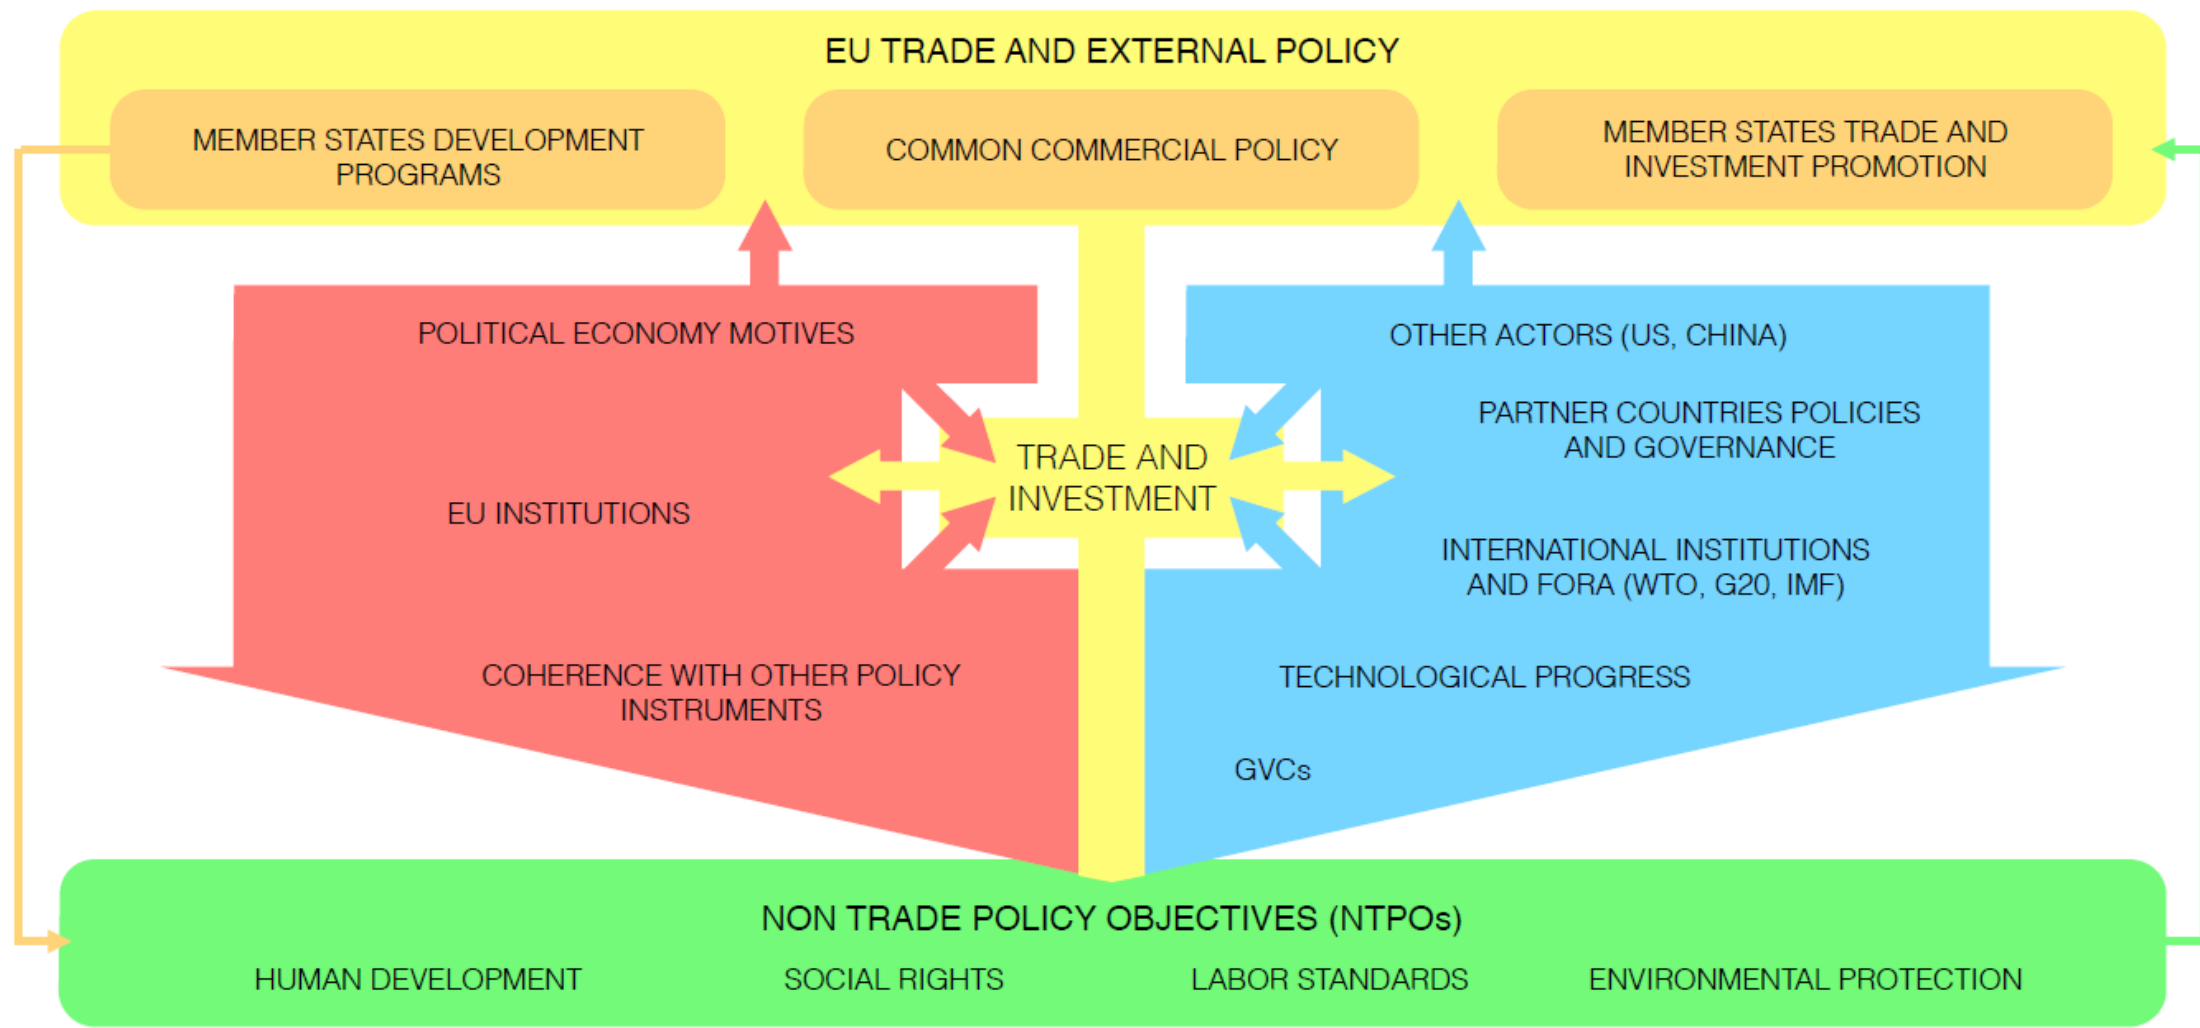 EU TRADE AND EXTERNAL POLICY
MEMBER STATES DEVELOPMENT
PROGRAMS
COMMON COMMERCIAL POLICY
MEMBER STATES TRADE AND
INVESTMENT PROMOTION
POLITICAL ECONOMY MOTIVES
EU INSTITUTIONS
COHERENCE WITH OTHER POLICY
INSTRUMENTS
TRADE AND
INVESTMENT
OTHER ACTORS (US, CHINA)
PARTNER COUNTRIES POLICIES
AND GOVERNANCE
INTERNATIONAL INSTITUTIONS
AND FORA (WTO, G20, IMF)
TECHNOLOGICAL PROGRESS
GVCs
NON TRADE POLICY OBJECTIVES (NTPOs)
HUMAN DEVELOPMENT
SOCIAL RIGHTS
LABOR STANDARDS
ENVIRONMENTAL PROTECTION